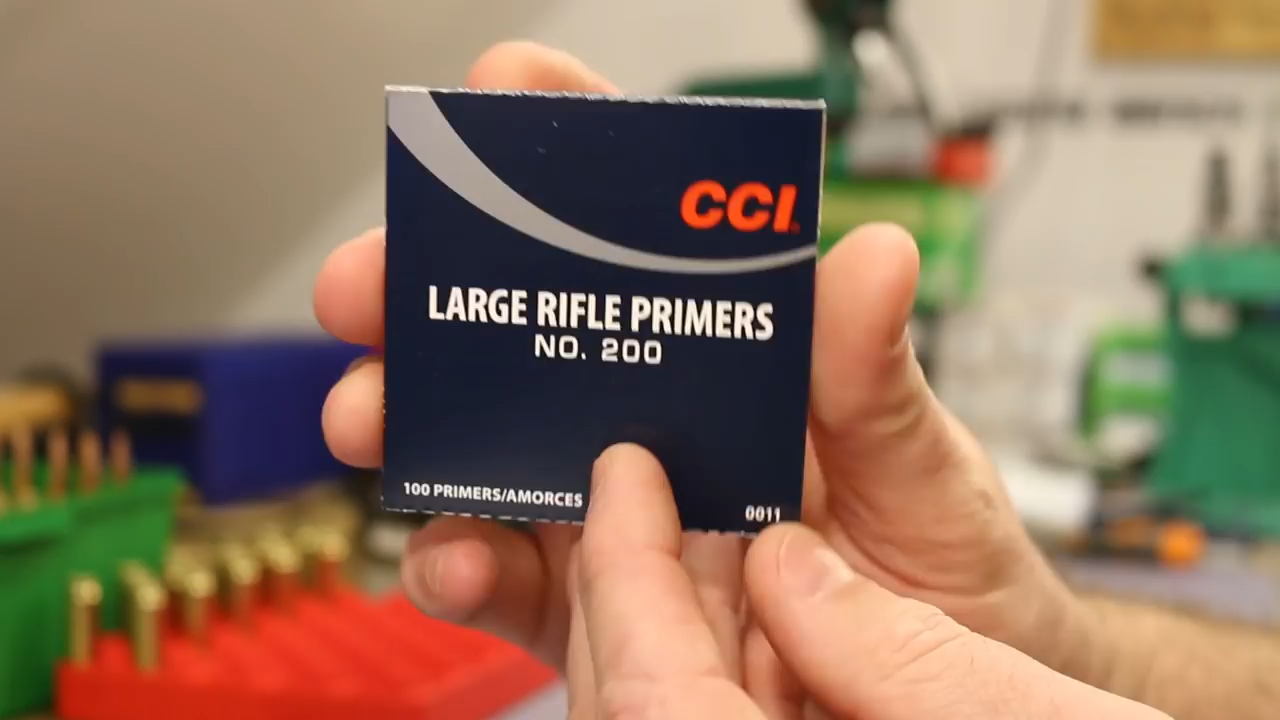 CCI
LARGE RIFLE PRIMERS
NO. 200
100 PRIMERS/AMORCES
0011